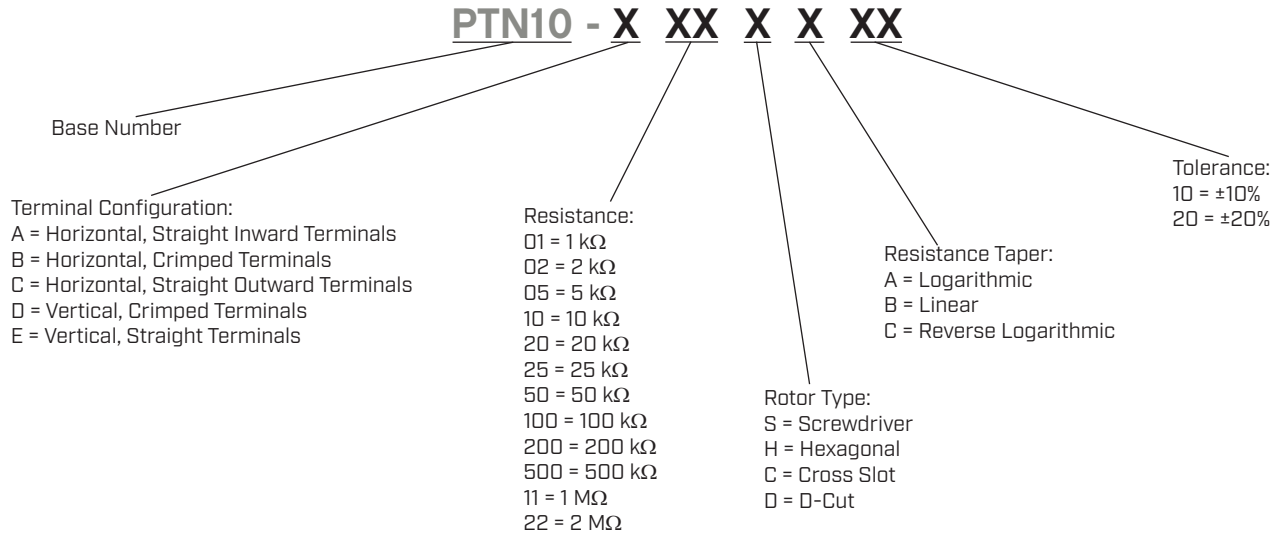 PTN10 - X XX X X XX
Base Number
Terminal Configuration:
A = Horizontal, Straight Inward Terminals
B = Horizontal, Crimped Terminals
C = Horizontal, Straight Outward Terminals
D = Vertical, Crimped Terminals
E = Vertical, Straight Terminals
Resistance:
01 = 1 kΩ
02 = 2 kΩ
05 = 5 kΩ
10 = 10 kΩ
20 = 20 kΩ
25 = 25 kΩ
50 = 50 kΩ
100 = 100 kΩ
200 = 200 kΩ
500 = 500 kΩ
11 = 1 MΩ
22 = 2 MΩ
Rotor Type:
S = Screwdriver
H = Hexagonal
C = Cross Slot
D = D-Cut
Resistance Taper:
A = Logarithmic
B = Linear
C = Reverse Logarithmic
Tolerance:
10 = ±10%
20 = ±20%